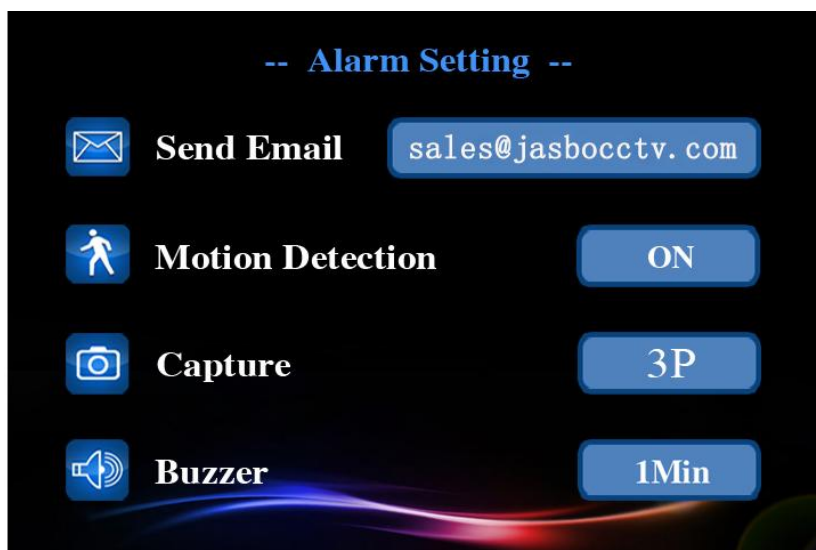 -- Alarm Setting --
Send Email sales@jasbocctv.com
Motion Detection ON
Capture 3P
Buzzer 1Min